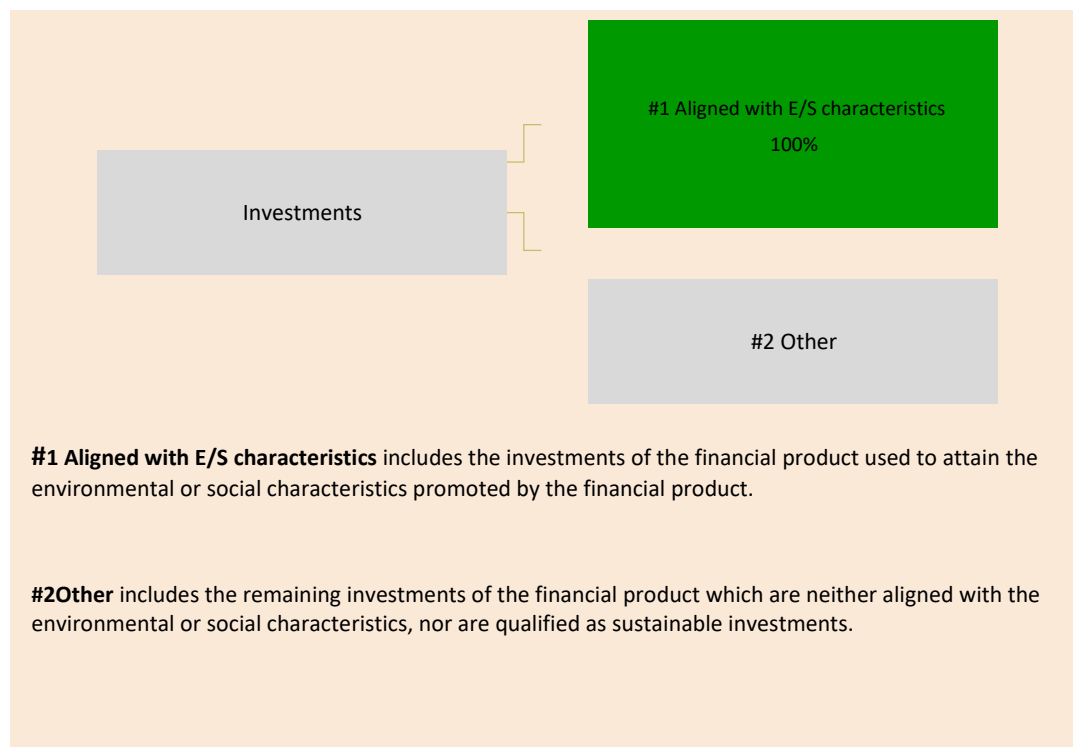 #1 Aligned with E/S characteristics
100%
Investments
#2 Other
#1 Aligned with E/S characteristics includes the investments of the financial product used to attain the
environmental or social characteristics promoted by the financial product.
#2Other includes the remaining investments of the financial product which are neither aligned with the
environmental or social characteristics, nor are qualified as sustainable investments.